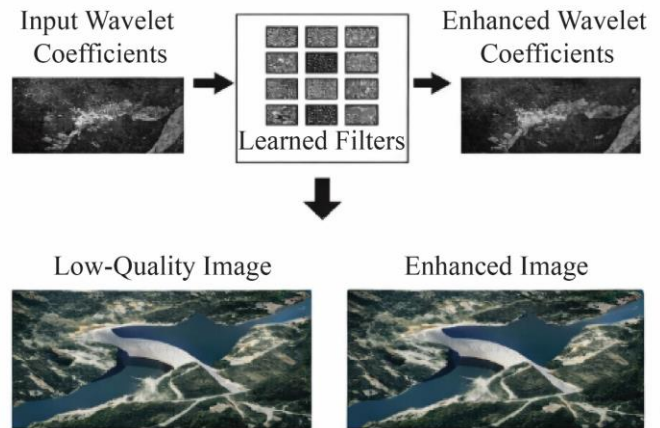 Input Wavelet
Coefficients
Learned Filters
Enhanced Wavelet
Coefficients
Low-Quality Image
Enhanced Image